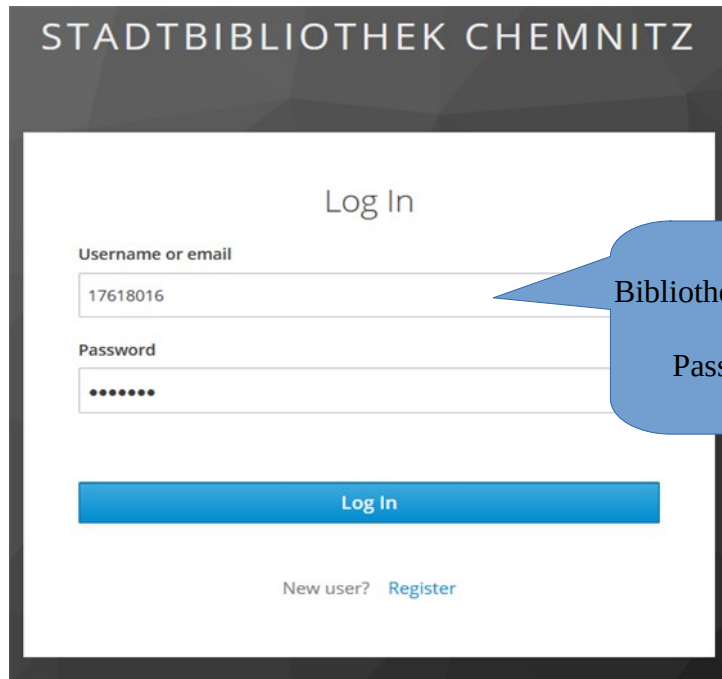 STADTBIBLIOTHEK CHEMNITZ
Log In
Username or email
17618016
Password
•••••••
Log In
New user? Register